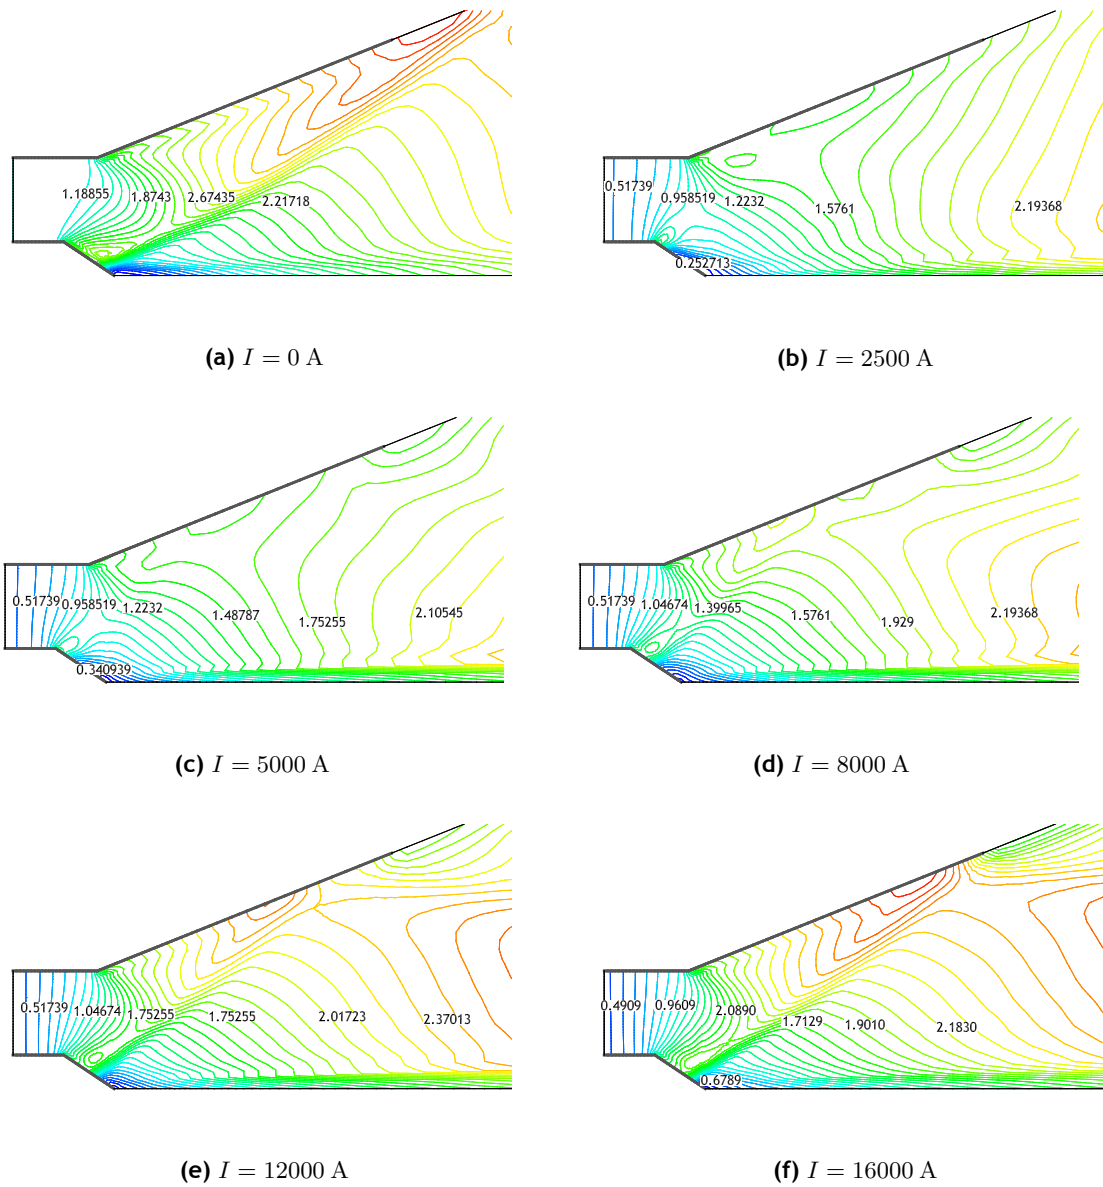 1.18855 1.8743 2.67435 2.21718
0.51739 0.958519 1.2232 1.5761 2.19368 0.252713
(a) I = 0 A
(b) I = 2500 A
0.51739 0.958519 1.2232 1.48787 1.75255 2.10545 0.340939
0.51739 1.04674 1.39965 1.5761 1.929 2.19368
(c) I = 5000 A
(d) I = 8000 A
0.51739 1.04674 1.75255 1.75255 2.01723 2.37013
0.4909 0.9609 2.0890 1.7129 1.9010 2.1830 0.6789
(e) I = 12000 A
(f) I = 16000 A